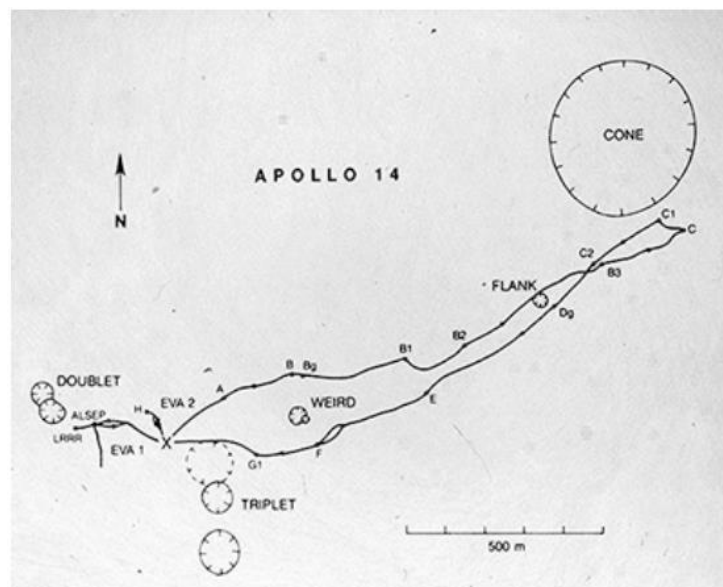 CONE
APOLLO 14
N
C1
C
C2
B3
FLANK
Dg
B2
B1
B
Bg
A
E
DOUBLET
ALSEP
H
EVA 2
WEIRD
LRRR
EVA 1
X
F
G1
TRIPLET
500 m